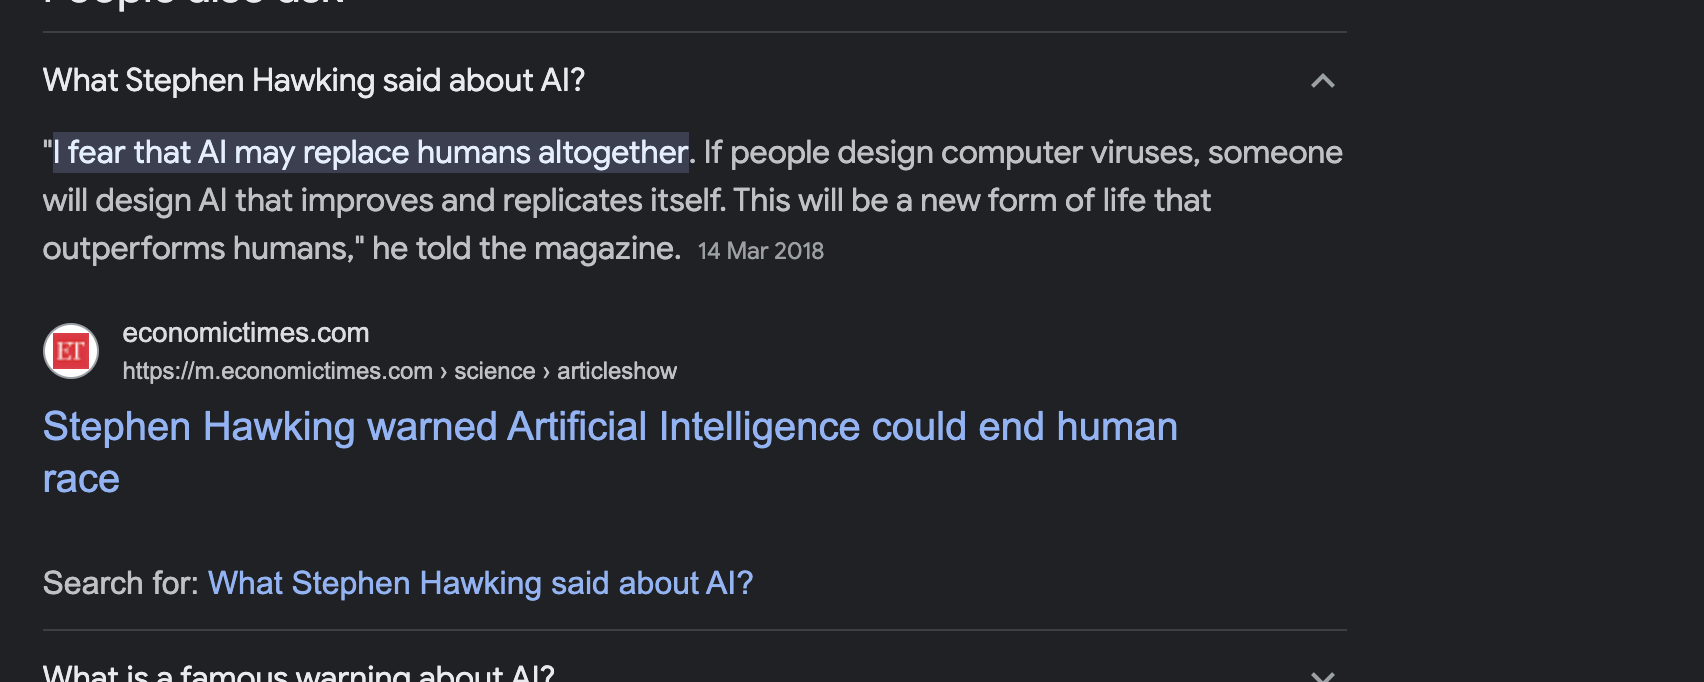 People also ask
What Stephen Hawking said about AI?
"I fear that AI may replace humans altogether. If people design computer viruses, someone
will design AI that improves and replicates itself. This will be a new form of life that
outperforms humans," he told the magazine. 14 Mar 2018
ET
economictimes.com
https://m.economictimes.com › science › articleshow
Stephen Hawking warned Artificial Intelligence could end human
race
Search for: What Stephen Hawking said about AI?
What is a famous warning about AI?